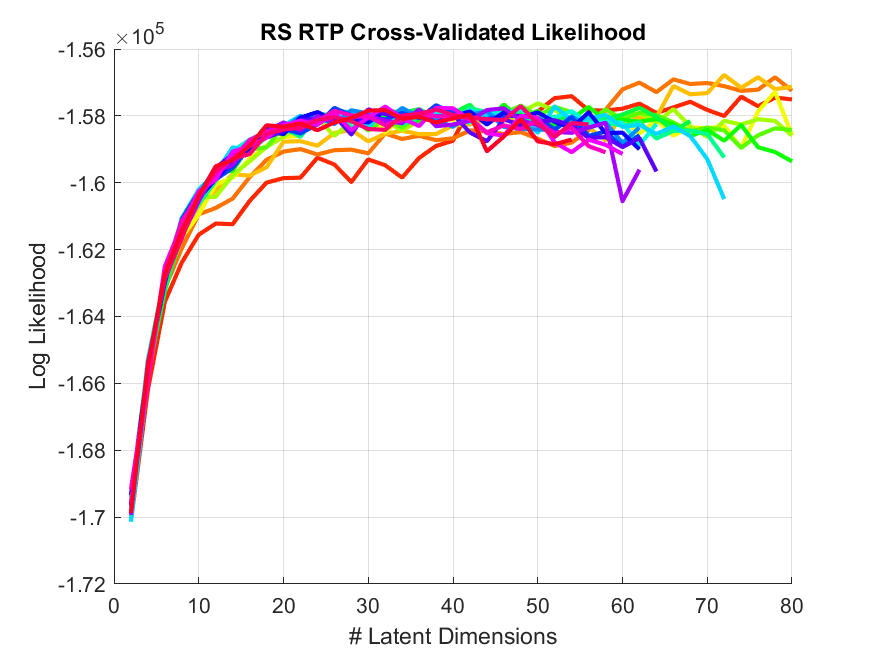 RS RTP Cross-Validated Likelihood
×10^5
-1.56
-1.58
-1.6
-1.62
-1.64
-1.66
-1.68
-1.7
-1.72
Log Likelihood
0 10 20 30 40 50 60 70 80
# Latent Dimensions